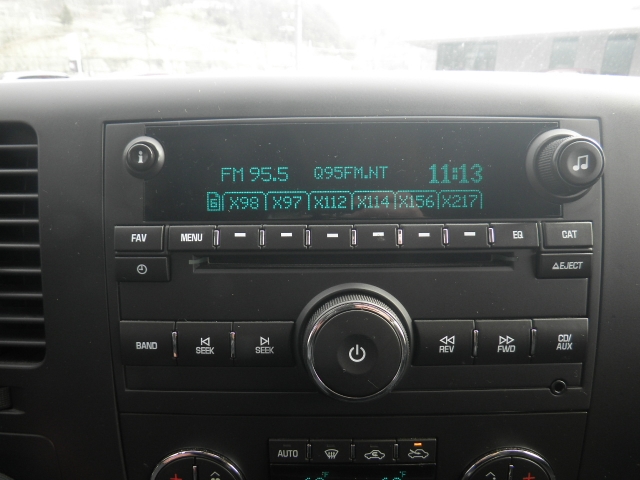 FM 95.5 Q95FM.NT 11:13
6 X98 X97 X112 X114 X156 X217
FAV MENU EQ CAT
EJECT
BAND SEEK SEEK REV FWD CD/AUX
AUTO
°F °F